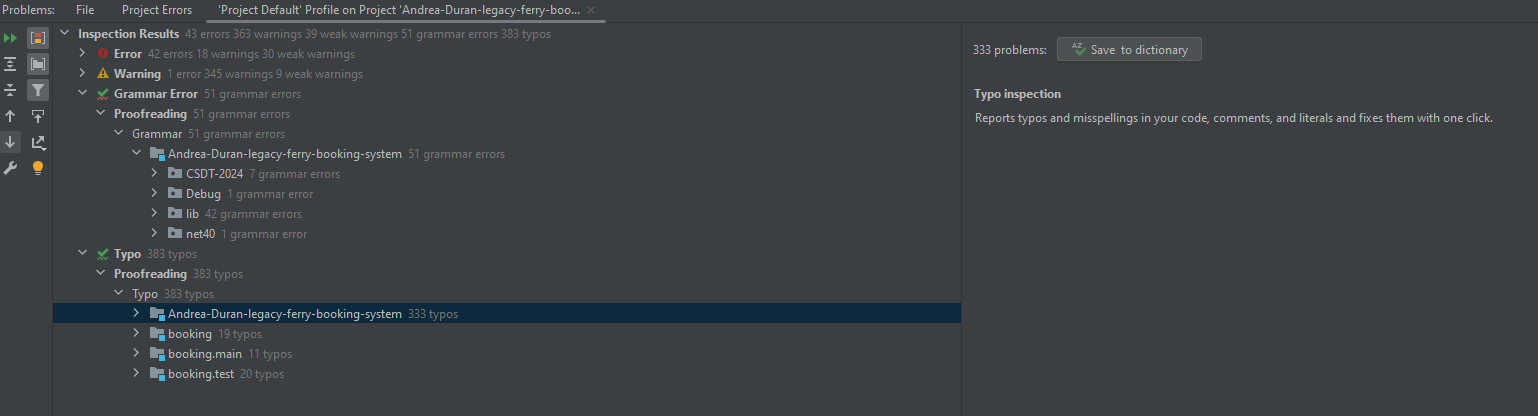 Problems: File Project Errors 'Project Default' Profile on Project 'Andrea-Duran-legacy-ferry-boo...
Inspection Results 43 errors 363 warnings 39 weak warnings 51 grammar errors 383 typos
Error 42 errors 18 warnings 30 weak warnings
Warning 1 error 345 warnings 9 weak warnings
Grammar Error 51 grammar errors
Proofreading 51 grammar errors
Grammar 51 grammar errors
Andrea-Duran-legacy-ferry-booking-system 51 grammar errors
CSDT-2024 7 grammar errors
Debug 1 grammar error
lib 42 grammar errors
net40 1 grammar error
Typo 383 typos
Proofreading 383 typos
Typo 383 typos
Andrea-Duran-legacy-ferry-booking-system 333 typos
booking 19 typos
booking.main 11 typos
booking.test 20 typos
333 problems: AZ Save to dictionary
Typo inspection
Reports typos and misspellings in your code, comments, and literals and fixes them with one click.